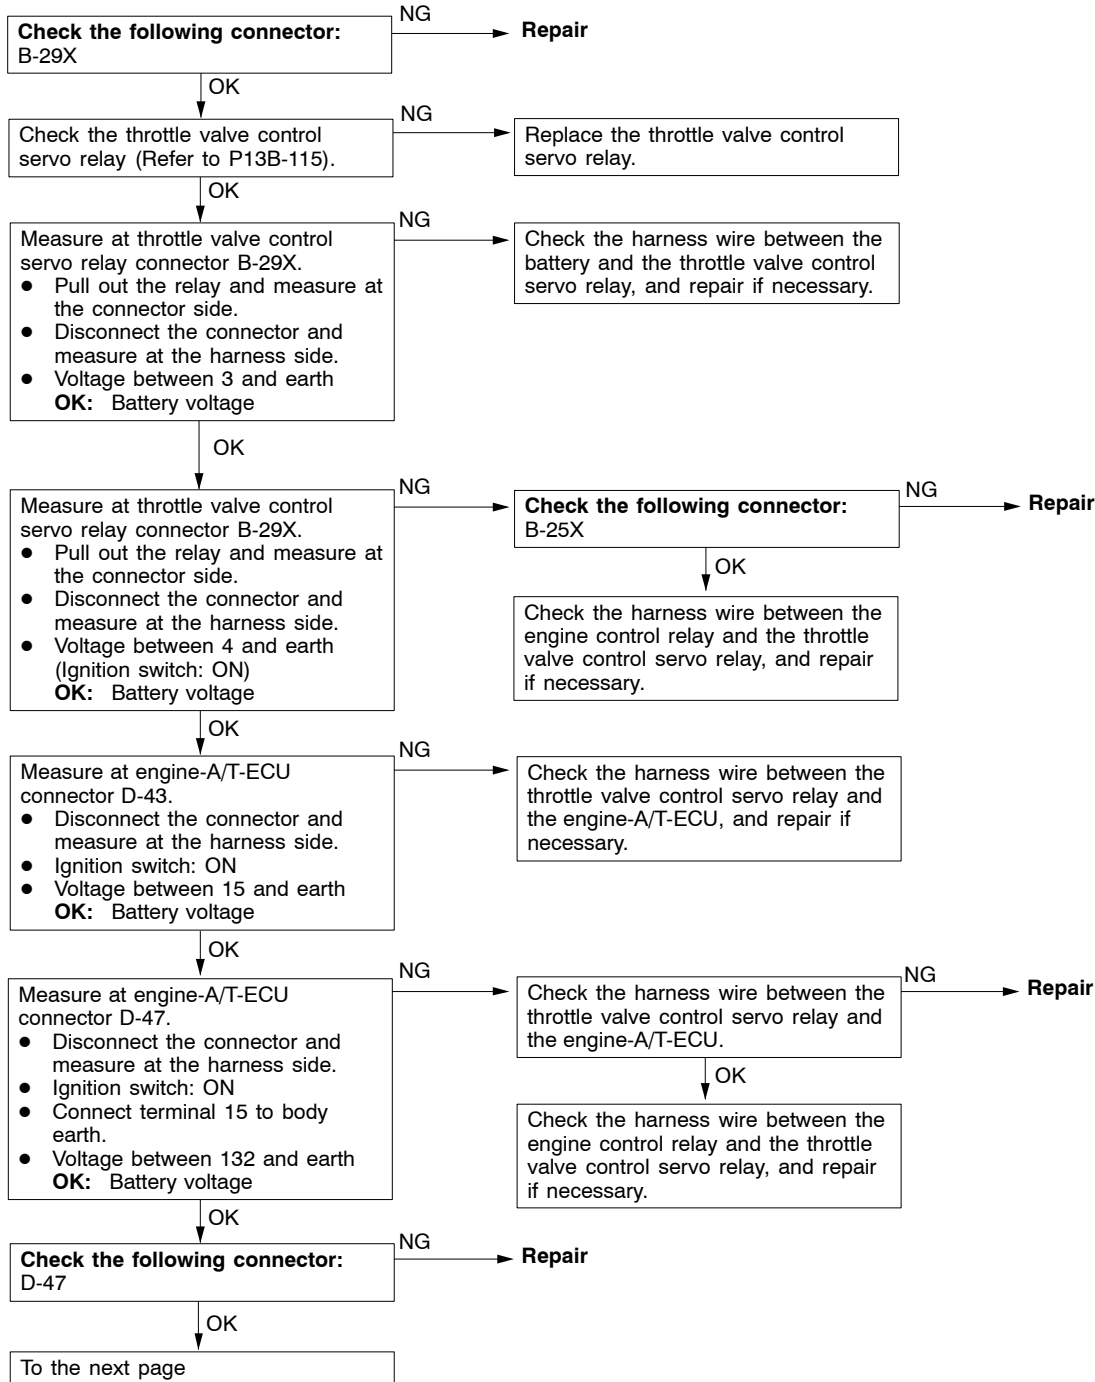 Check the following connector:
B-29X
NG
Repair
OK
Check the throttle valve control
servo relay (Refer to P13B-115).
NG
Replace the throttle valve control
servo relay.
OK
Measure at throttle valve control
servo relay connector B-29X.
● Pull out the relay and measure at
the connector side.
● Disconnect the connector and
measure at the harness side.
● Voltage between 3 and earth
OK: Battery voltage
NG
Check the harness wire between the
battery and the throttle valve control
servo relay, and repair if necessary.
OK
Measure at throttle valve control
servo relay connector B-29X.
● Pull out the relay and measure at
the connector side.
● Disconnect the connector and
measure at the harness side.
● Voltage between 4 and earth
(Ignition switch: ON)
OK: Battery voltage
NG
Check the following connector:
B-25X
NG
Repair
OK
Check the harness wire between the
engine control relay and the throttle
valve control servo relay, and repair
if necessary.
OK
Measure at engine-A/T-ECU
connector D-43.
● Disconnect the connector and
measure at the harness side.
● Ignition switch: ON
● Voltage between 15 and earth
OK: Battery voltage
NG
Check the harness wire between the
throttle valve control servo relay and
the engine-A/T-ECU, and repair if
necessary.
OK
Measure at engine-A/T-ECU
connector D-47.
● Disconnect the connector and
measure at the harness side.
● Ignition switch: ON
● Connect terminal 15 to body
earth.
● Voltage between 132 and earth
OK: Battery voltage
NG
Check the harness wire between the
throttle valve control servo relay and
the engine-A/T-ECU.
NG
Repair
OK
Check the harness wire between the
engine control relay and the throttle
valve control servo relay, and repair
if necessary.
OK
Check the following connector:
D-47
NG
Repair
OK
To the next page